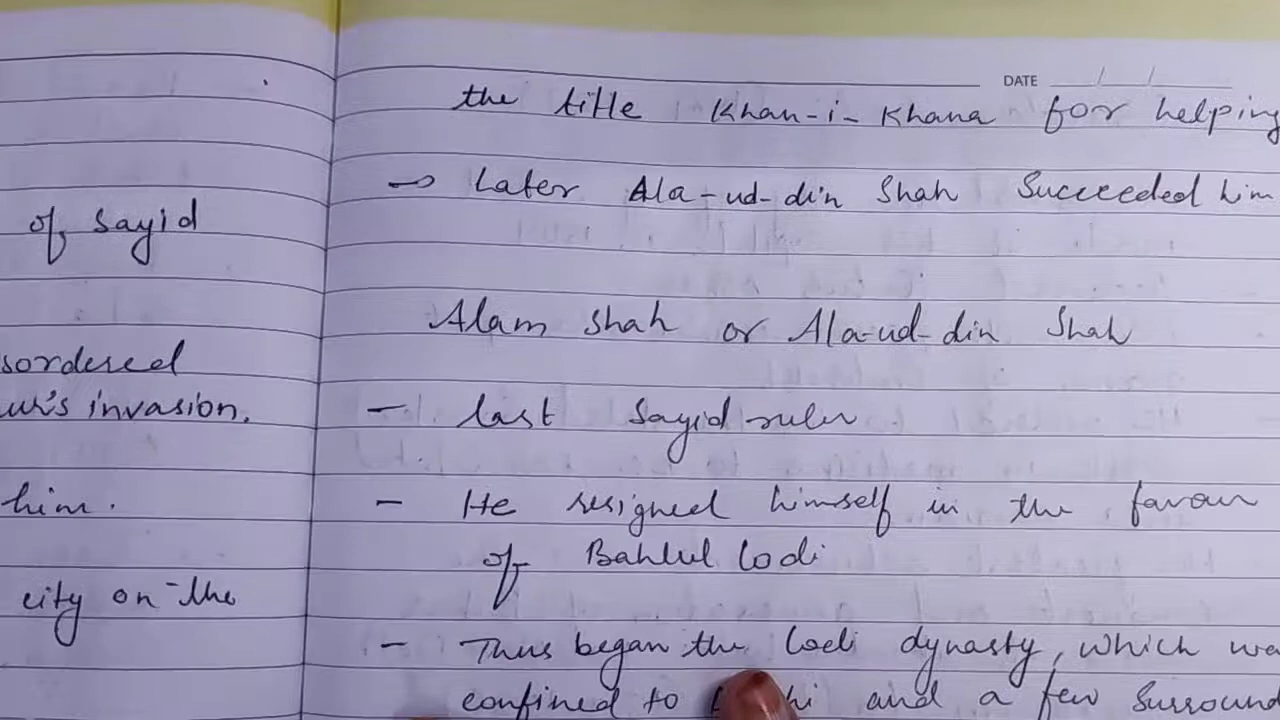 of Sayid
sordered
ur's invasion.
him.
city on the
DATE / /
the title Khan-i-Khana for helping
→ Later Ala-ud-din Shah Succeeded him
Alam Shah or Ala-ud-din Shah
- last Sayid ruler
- He resigned himself in the favour
of Bahlul Lodi
- Thus began the Lodi dynasty, which wa
confined to hi and a few Surround